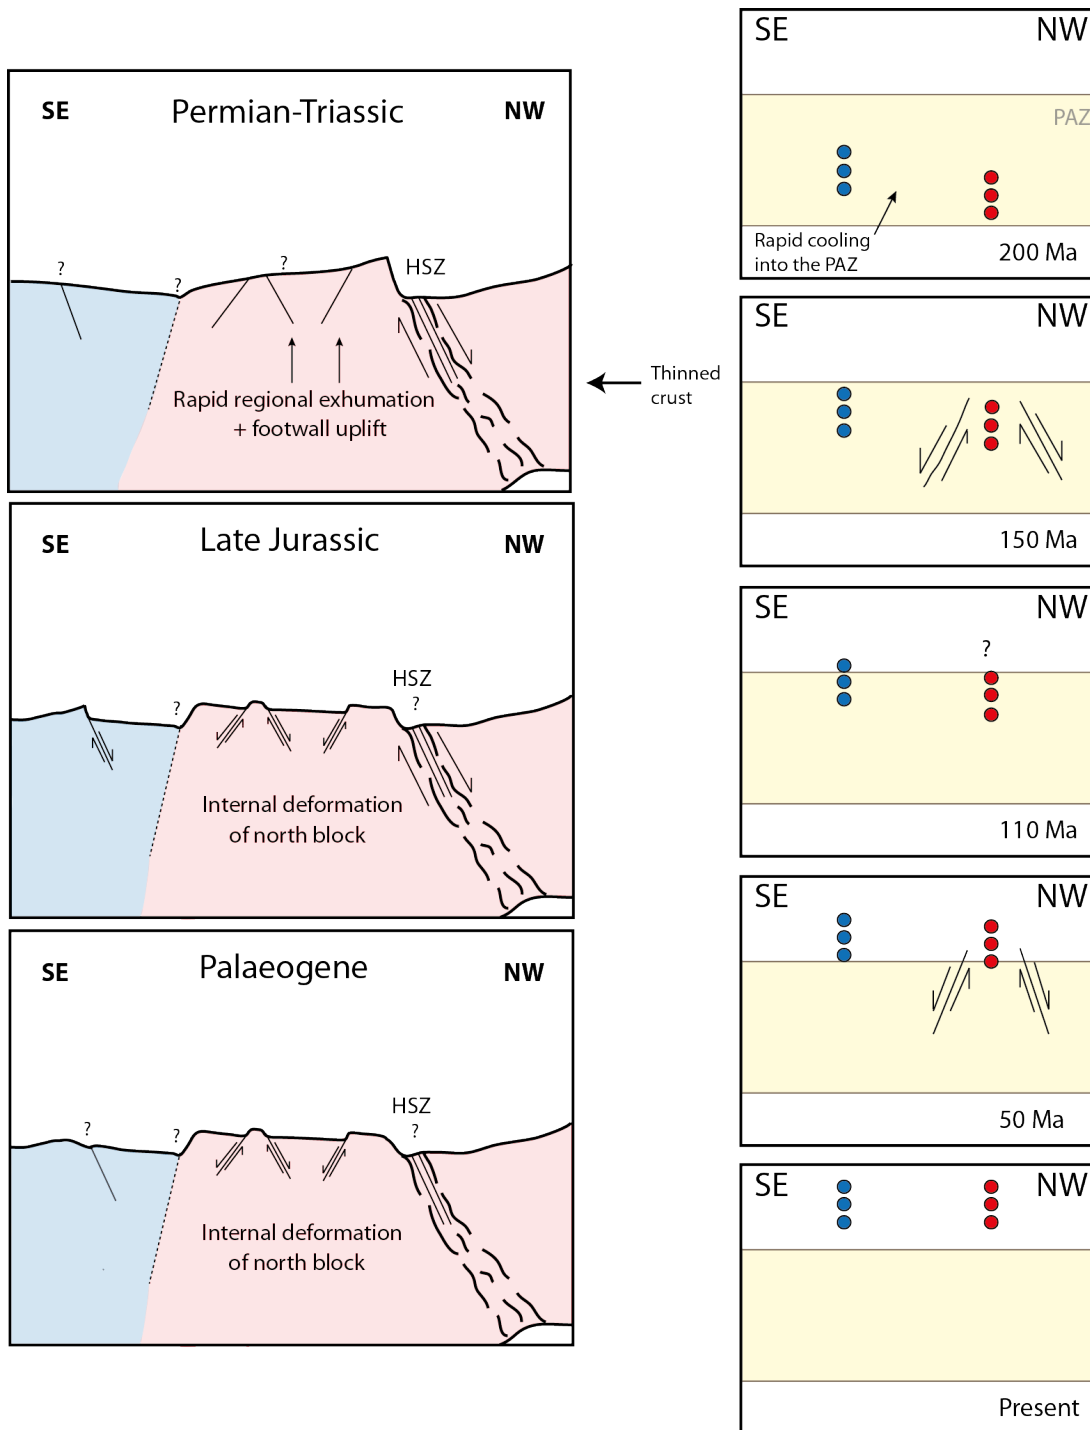 SE
Permian-Triassic
NW
?
?
?
HSZ
Rapid regional exhumation
+ footwall uplift
Thinned
crust
SE
Late Jurassic
NW
HSZ
?
?
Internal deformation
of north block
SE
Palaeogene
NW
HSZ
?
?
?
Internal deformation
of north block
SE
NW
PAZ
Rapid cooling
into the PAZ
200 Ma
SE
NW
150 Ma
SE
NW
?
110 Ma
SE
NW
50 Ma
SE
NW
Present